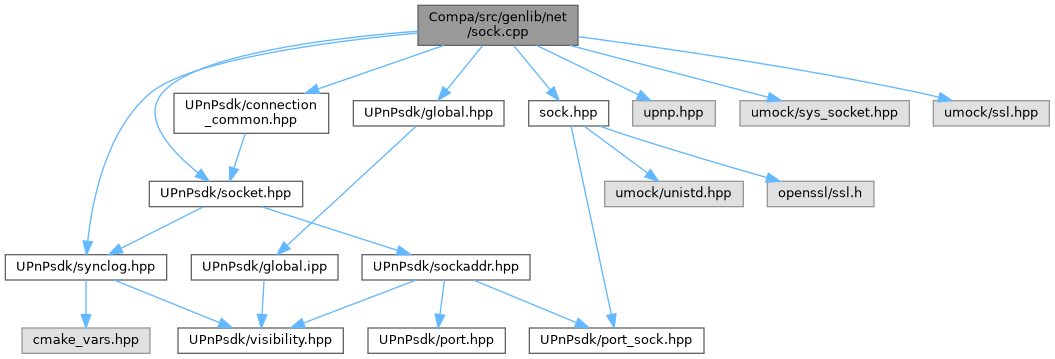 Compa/src/genlib/net
/sock.cpp
UPnPsdk/connection
_common.hpp
UPnPsdk/global.hpp
sock.hpp
upnp.hpp
umock/sys_socket.hpp
umock/ssl.hpp
UPnPsdk/socket.hpp
umock/unistd.hpp
openssl/ssl.h
UPnPsdk/synclog.hpp
UPnPsdk/global.ipp
UPnPsdk/sockaddr.hpp
cmake_vars.hpp
UPnPsdk/visibility.hpp
UPnPsdk/port.hpp
UPnPsdk/port_sock.hpp